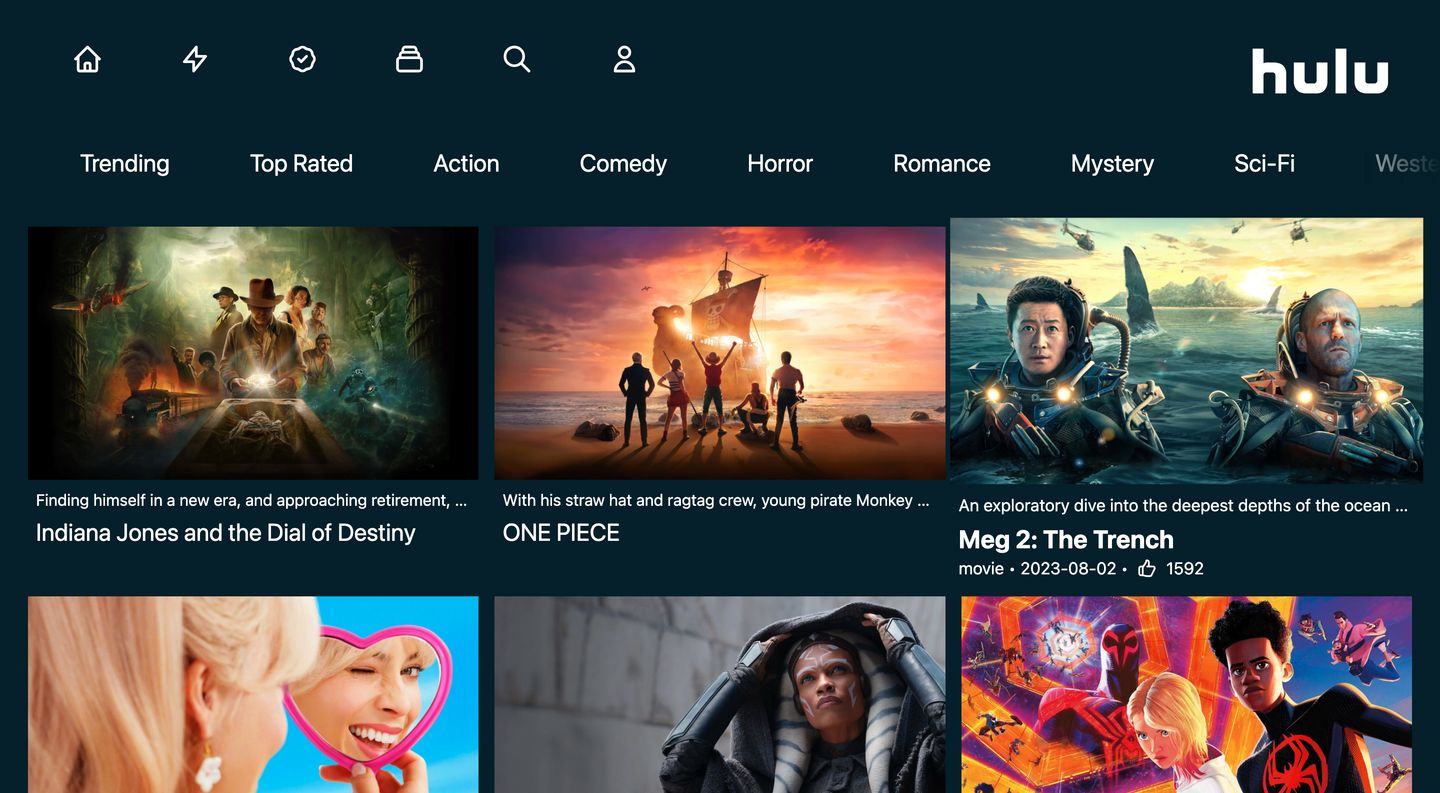 hulu
Trending Top Rated Action Comedy Horror Romance Mystery Sci-Fi Weste
Finding himself in a new era, and approaching retirement, ...
Indiana Jones and the Dial of Destiny
With his straw hat and ragtag crew, young pirate Monkey ...
ONE PIECE
An exploratory dive into the deepest depths of the ocean ...
Meg 2: The Trench
movie • 2023-08-02 • 1592